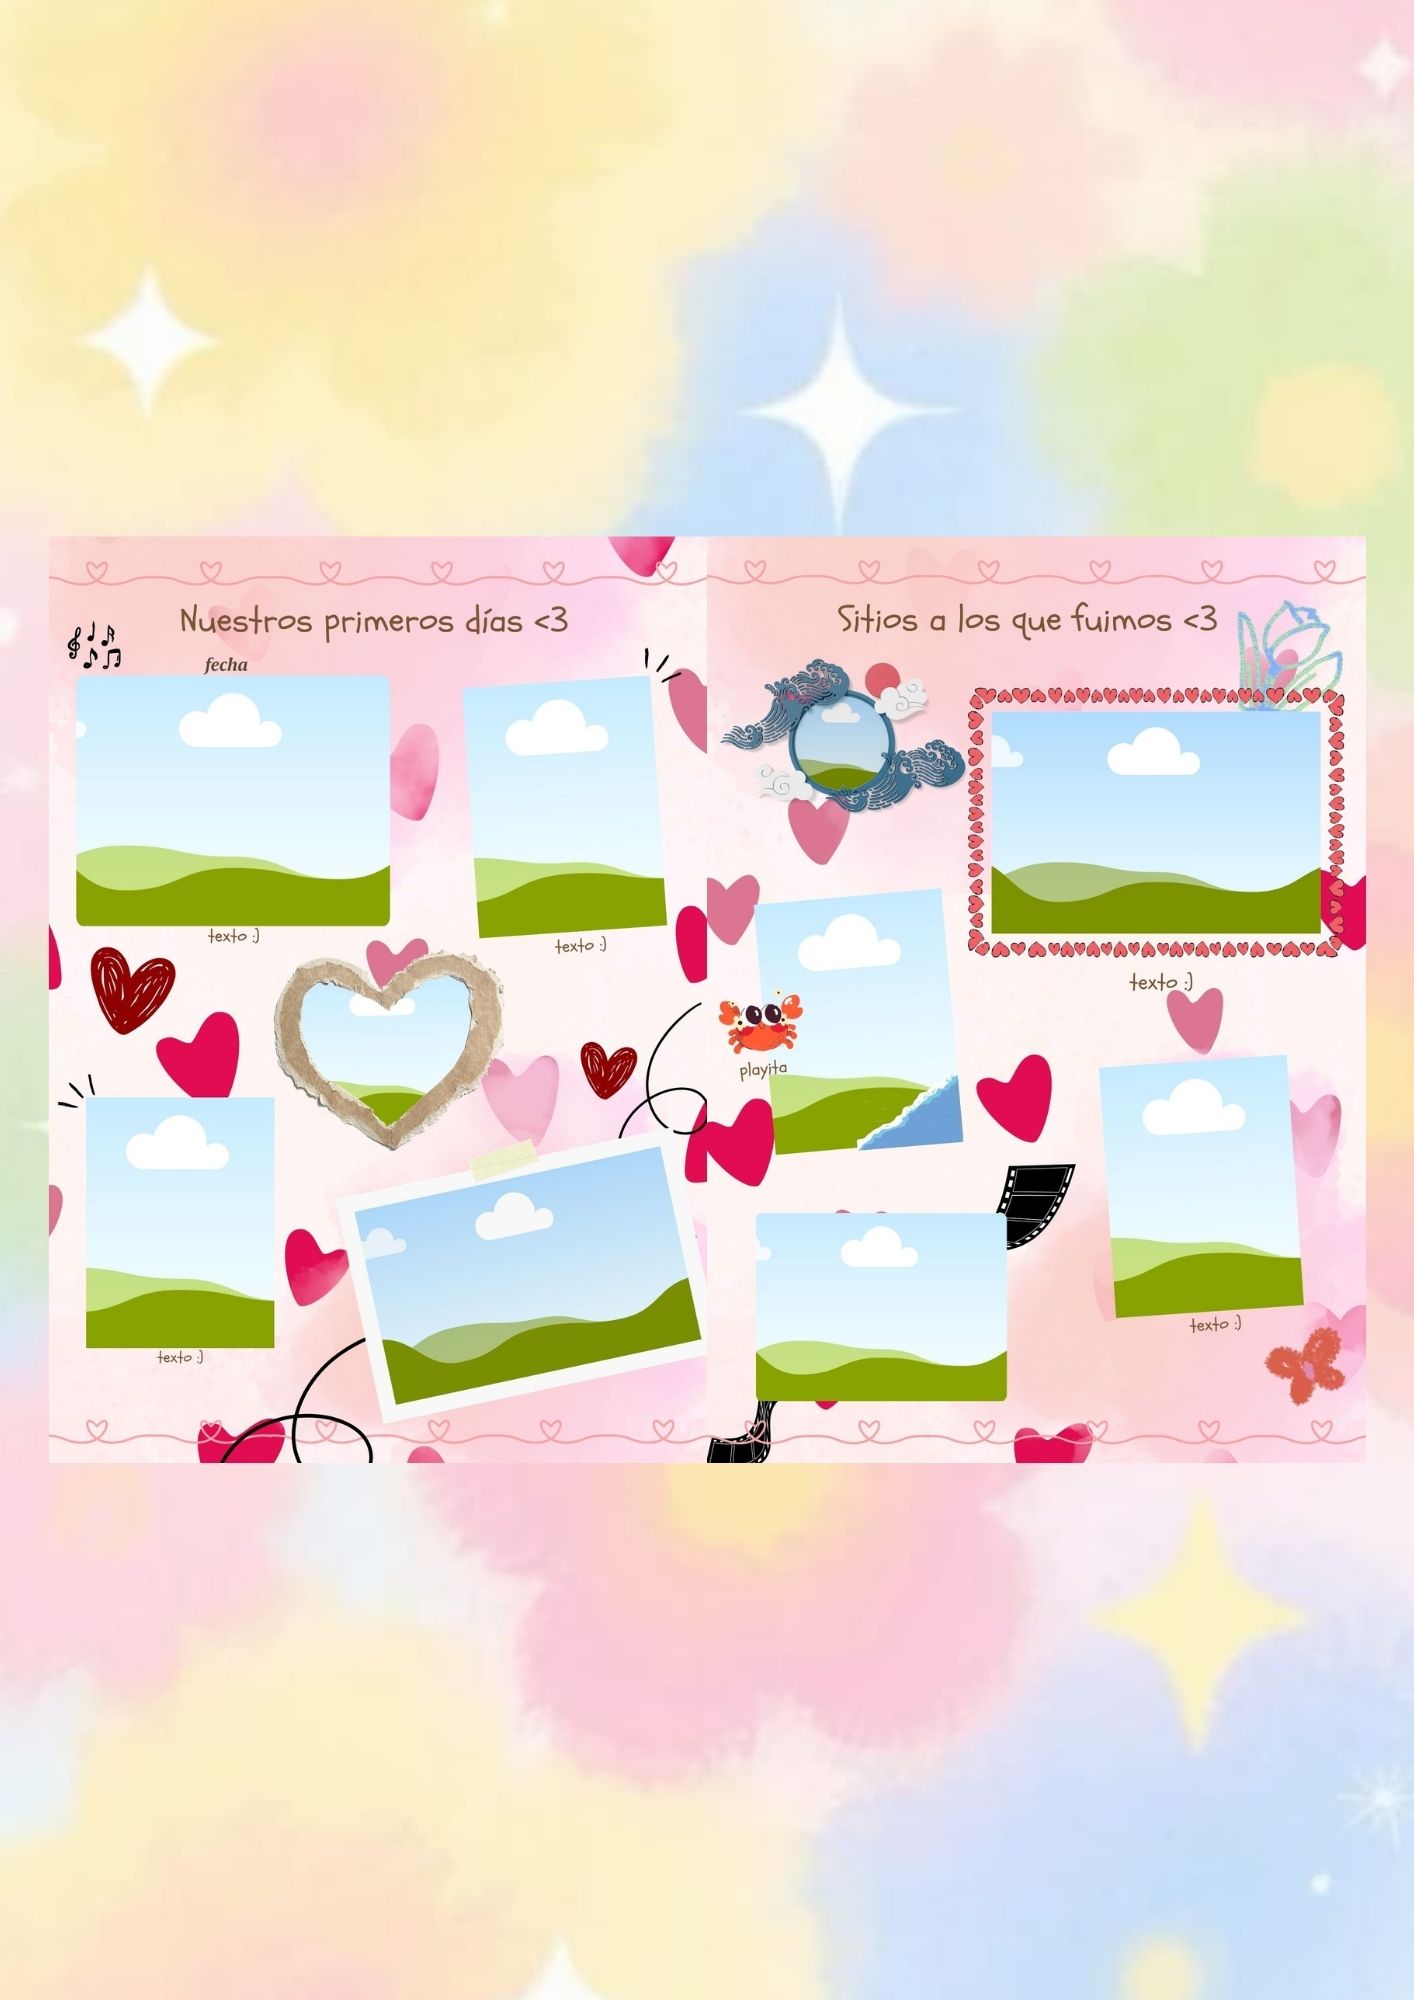 Nuestros primeros días <3
fecha
texto :)
texto :)
texto :)
Sitios a los que fuimos <3
texto :)
playita
texto :)